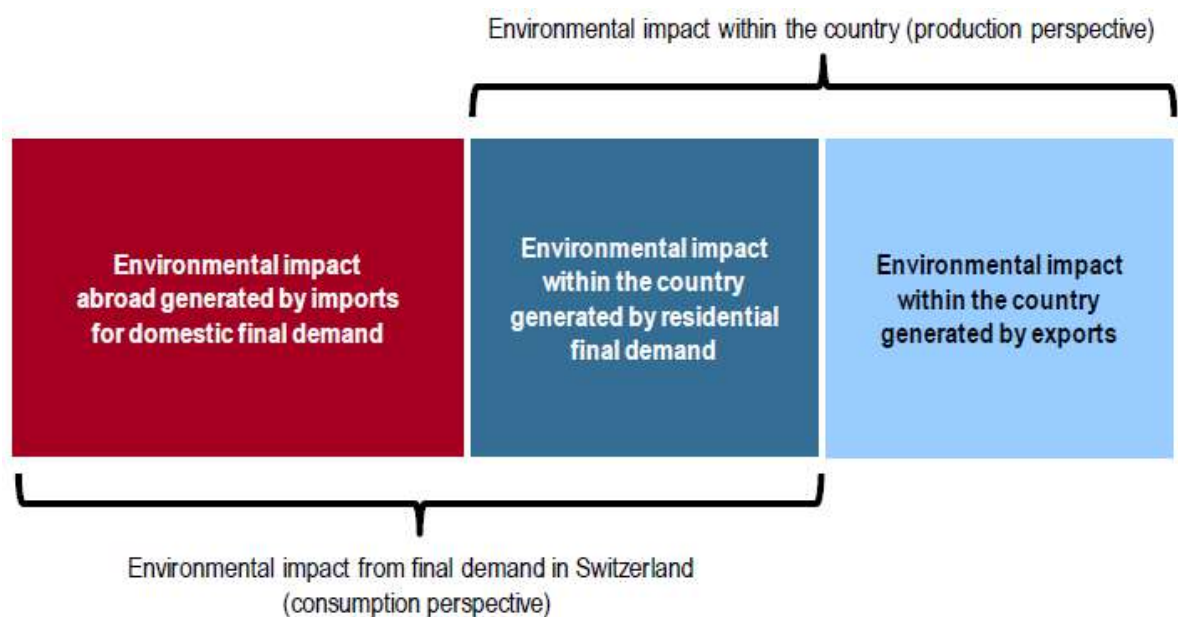 Environmental impact within the country (production perspective)
Environmental impact
abroad generated by imports
for domestic final demand
Environmental impact
within the country
generated by residential
final demand
Environmental impact
within the country
generated by exports
Environmental impact from final demand in Switzerland
(consumption perspective)